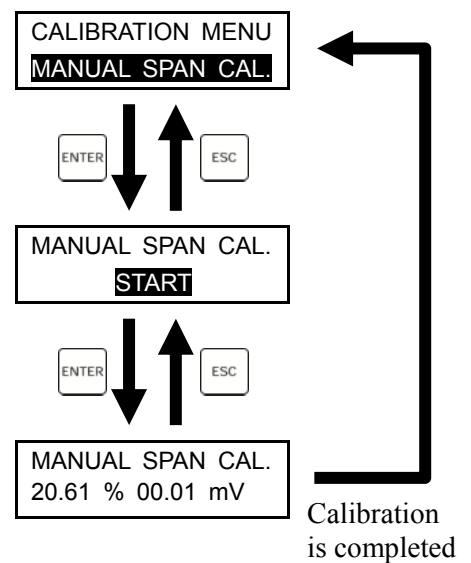 CALIBRATION MENU
MANUAL SPAN CAL.
ENTER
ESC
MANUAL SPAN CAL.
START
ENTER
ESC
MANUAL SPAN CAL.
20.61 % 00.01 mV
Calibration
is completed